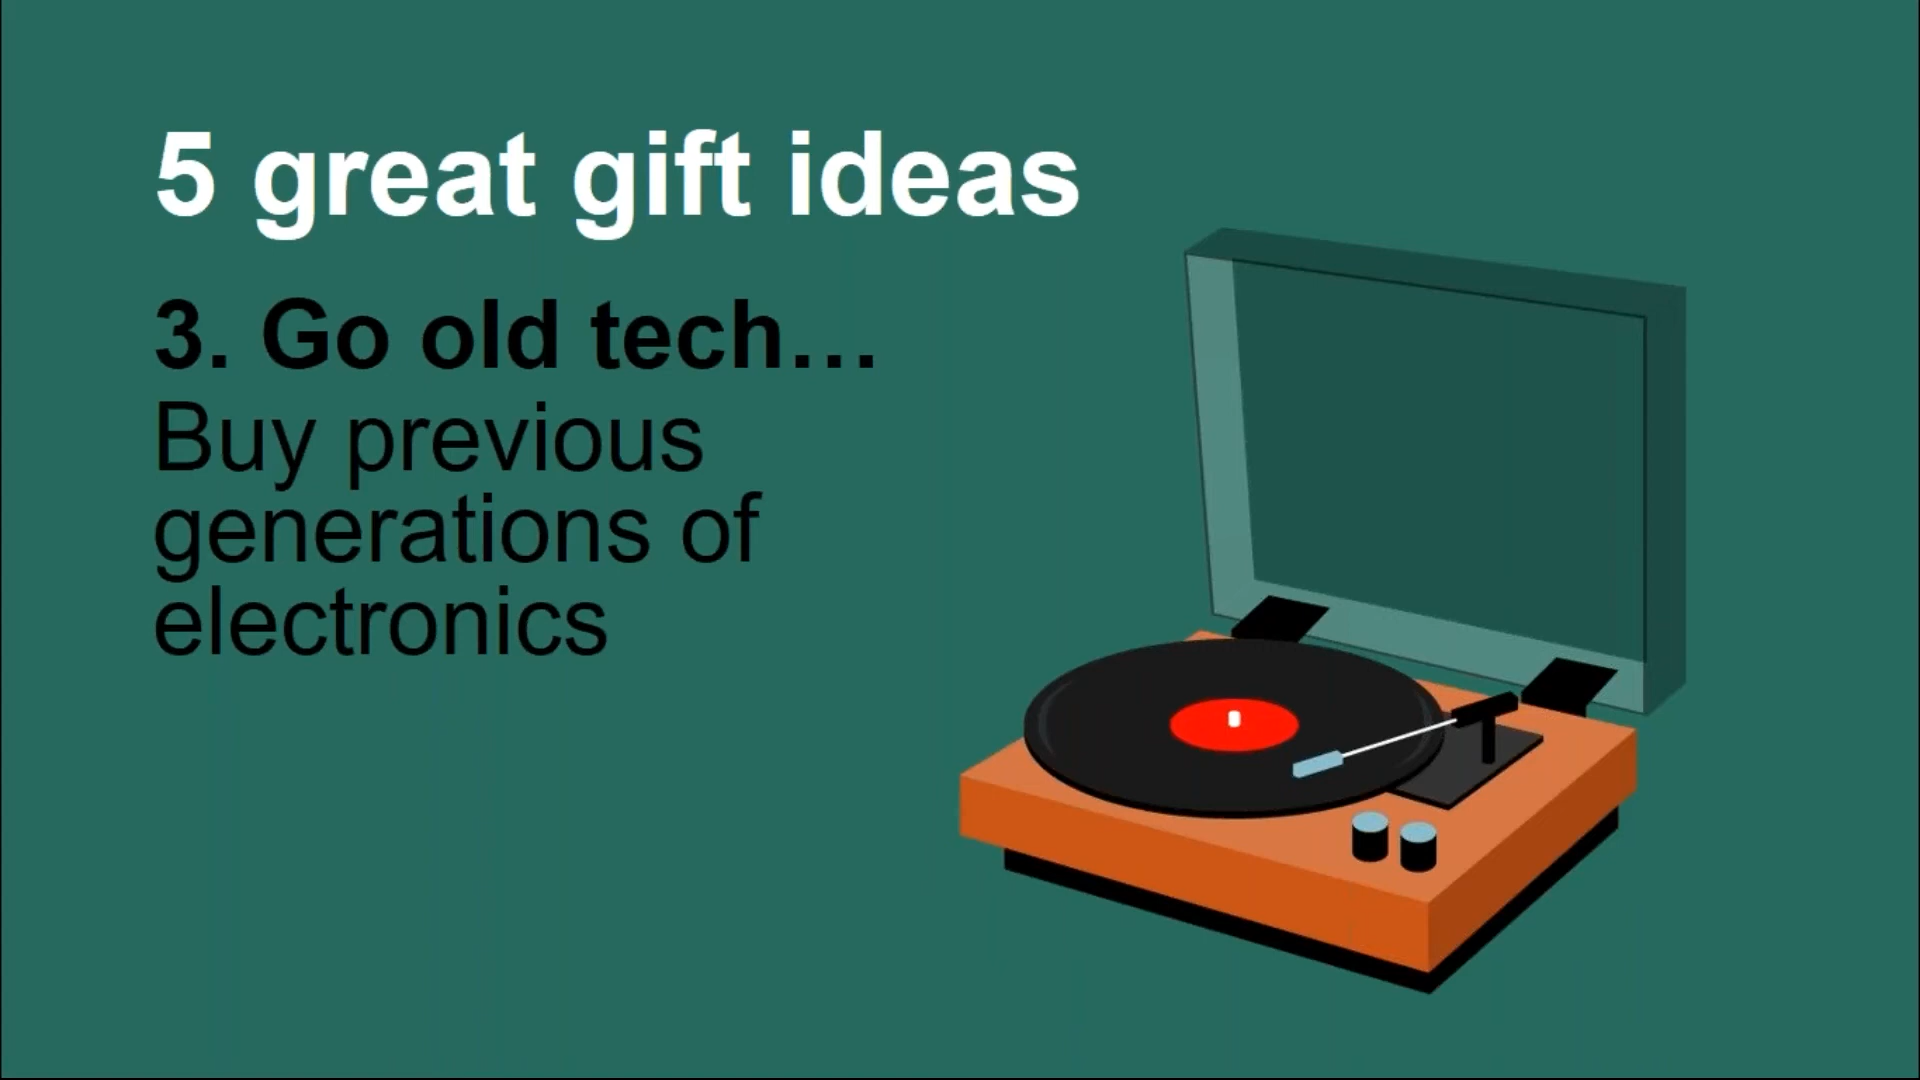 5 great gift ideas
3. Go old tech…
Buy previous
generations of
electronics